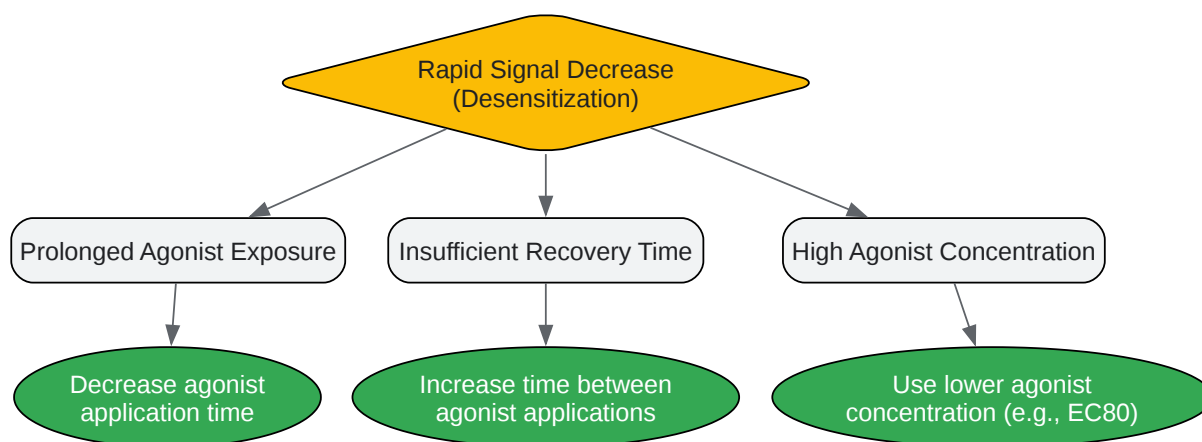 Rapid Signal Decrease
(Desensitization)
Prolonged Agonist Exposure
Insufficient Recovery Time
High Agonist Concentration
Decrease agonist
application time
Increase time between
agonist applications
Use lower agonist
concentration (e.g., EC80)